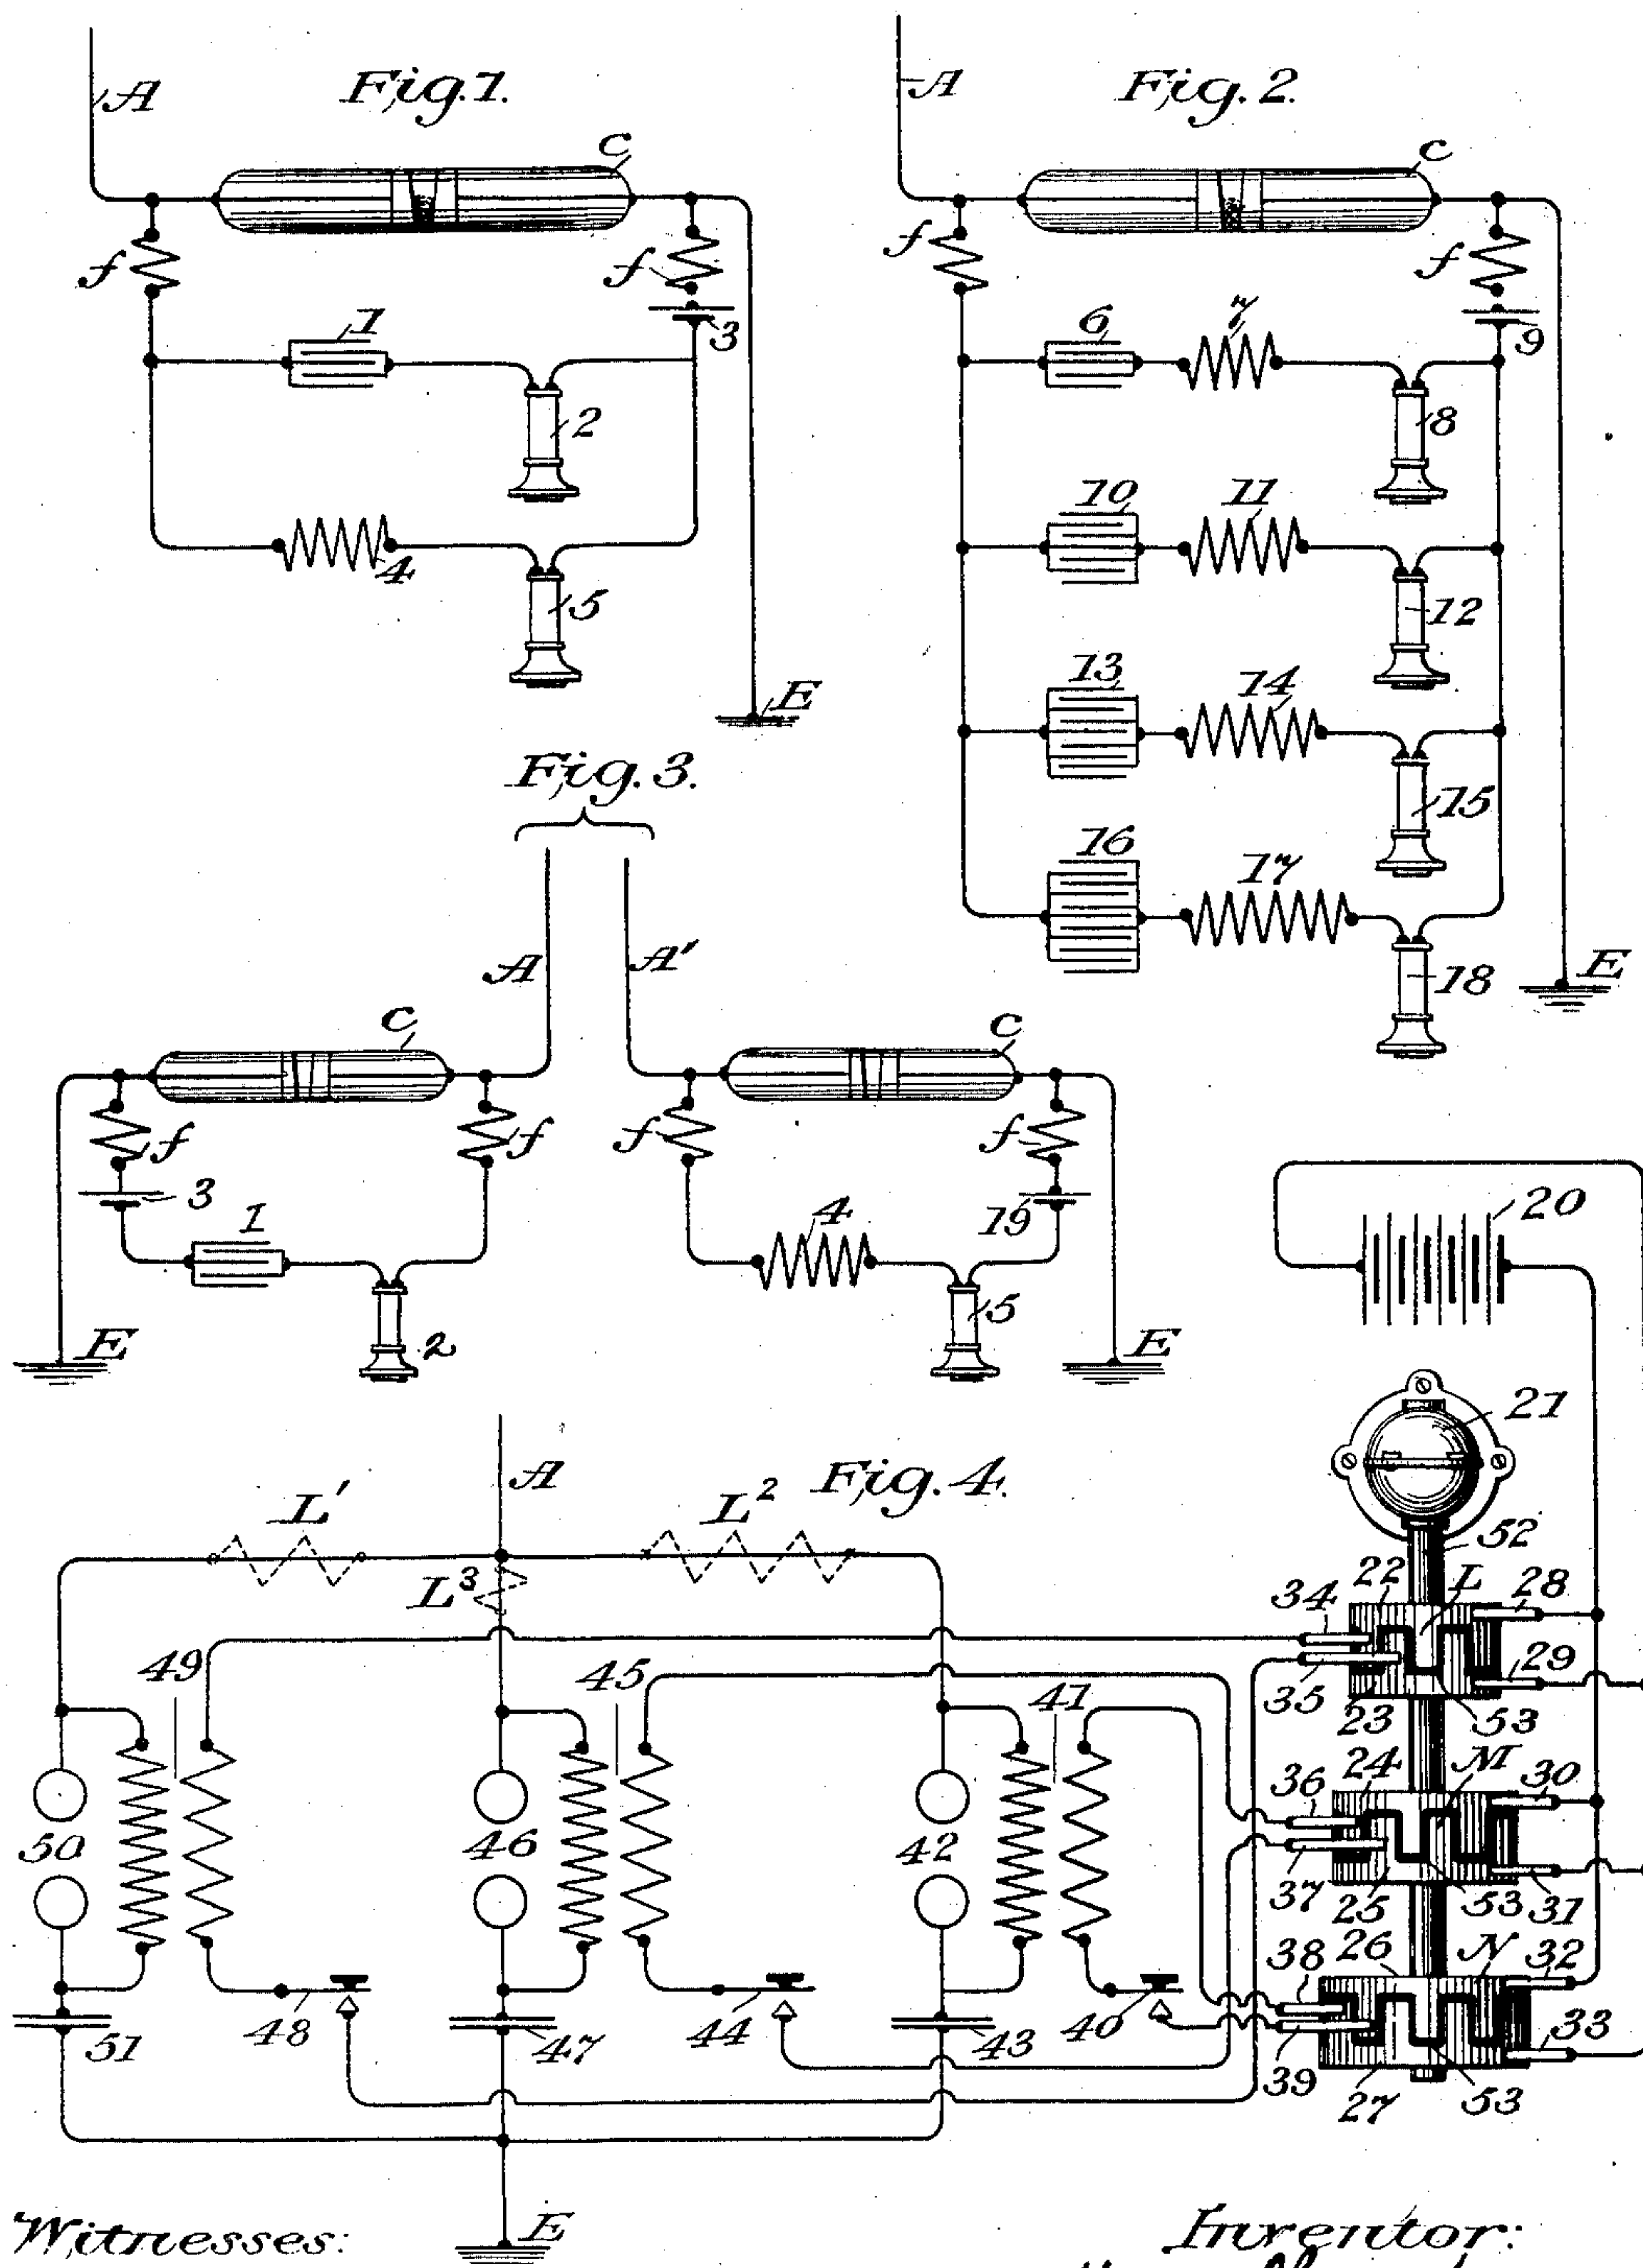 Fig. 1.
A
c
f
f
1
3
2
4
5
E
Fig. 2.
A
c
f
f
6
7
9
8
10
11
12
13
14
15
16
17
18
E
Fig. 3.
A
A'
c
c
f
f
f
f
3
1
2
4
19
5
E
E
Fig. 4.
A
L'
L²
L³
20
21
52
22
L
28
34
35
23
53
29
49
45
41
24
M
30
36
37
25
53
31
50
46
42
26
N
32
38
39
27
53
33
51
48
47
44
43
40
E
Witnesses:
Inventor: